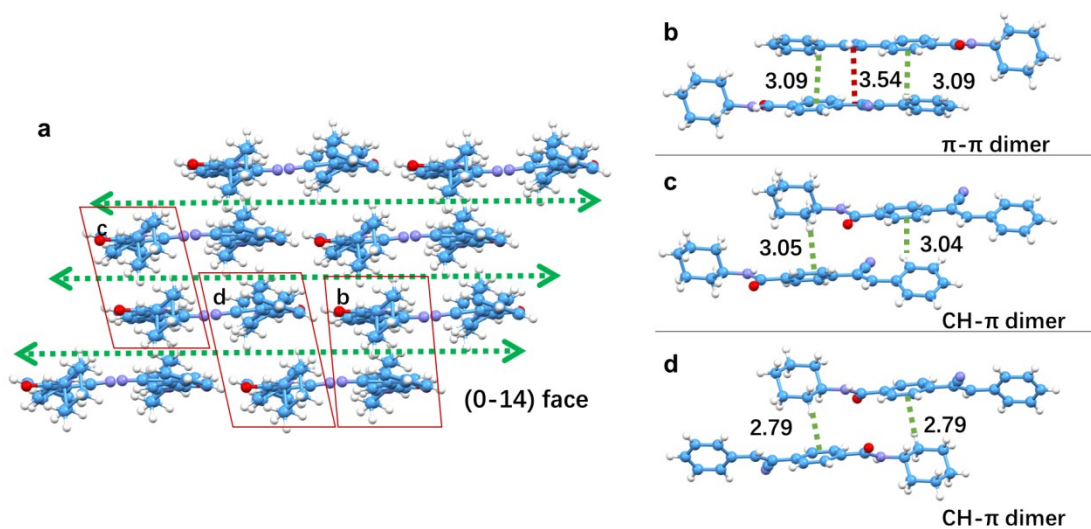 a
c
d
b
(0-14) face
b
3.09
3.54
3.09
π-π dimer
c
3.05
3.04
CH-π dimer
d
2.79
2.79
CH-π dimer